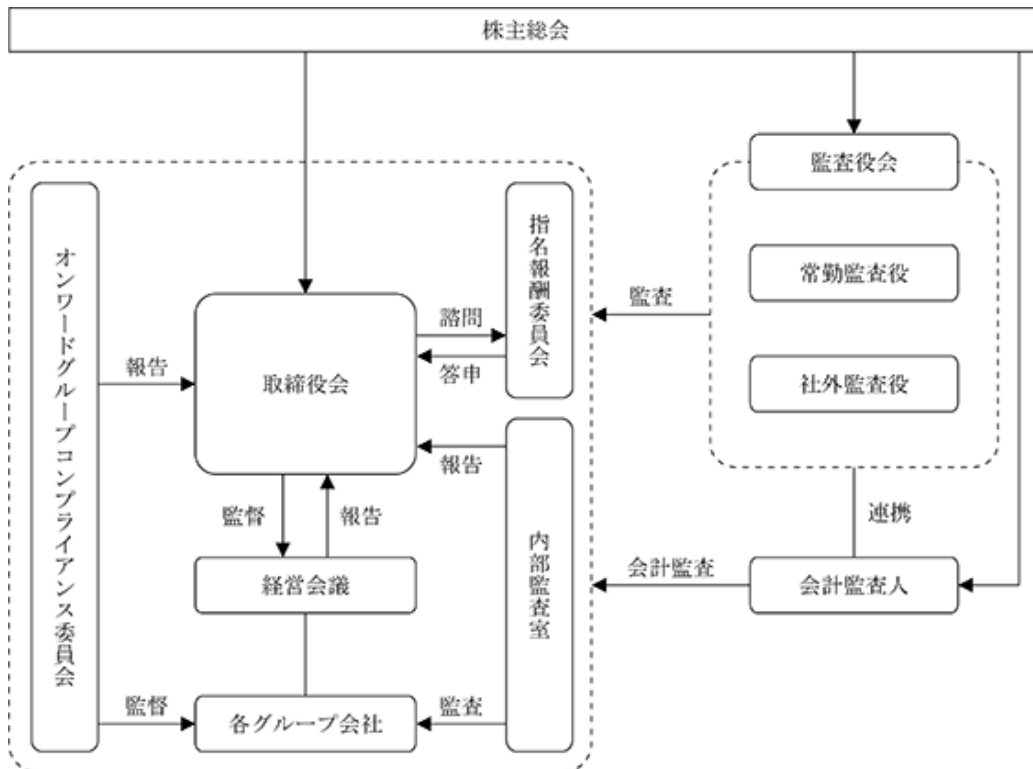 株主総会
監査役会
常勤監査役
社外監査役
監査
連携
会計監査人
会計監査
オンワードグループコンプライアンス委員会
報告
取締役会
諮問
答申
指名報酬委員会
報告
内部監査室
監督
報告
経営会議
監督
各グループ会社
監査